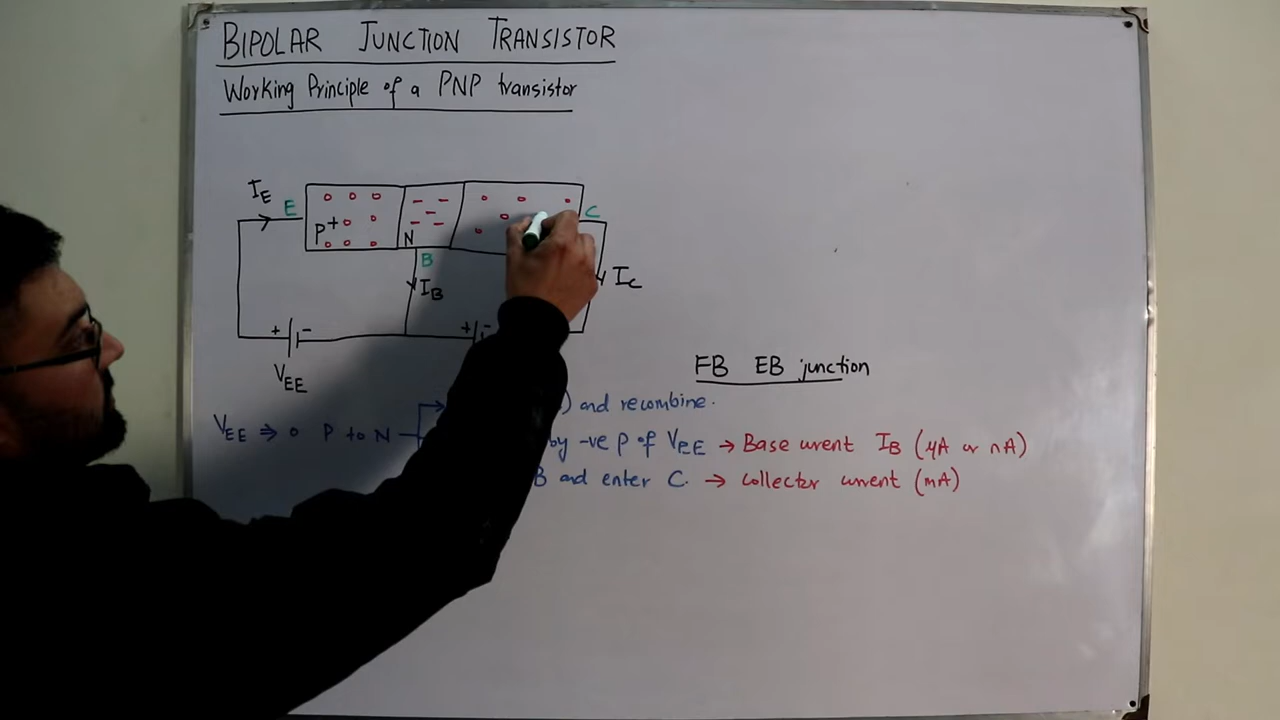 BIPOLAR JUNCTION TRANSISTOR
Working Principle of a PNP transistor
IE
E
C
P+
N
B
IB
IC
+ -
+ -
VEE
FB EB junction
VEE ⇒ o P to N ) and recombine.
by -ve p of VEE → Base current IB (μA or nA)
B and enter C. → collector current (mA)